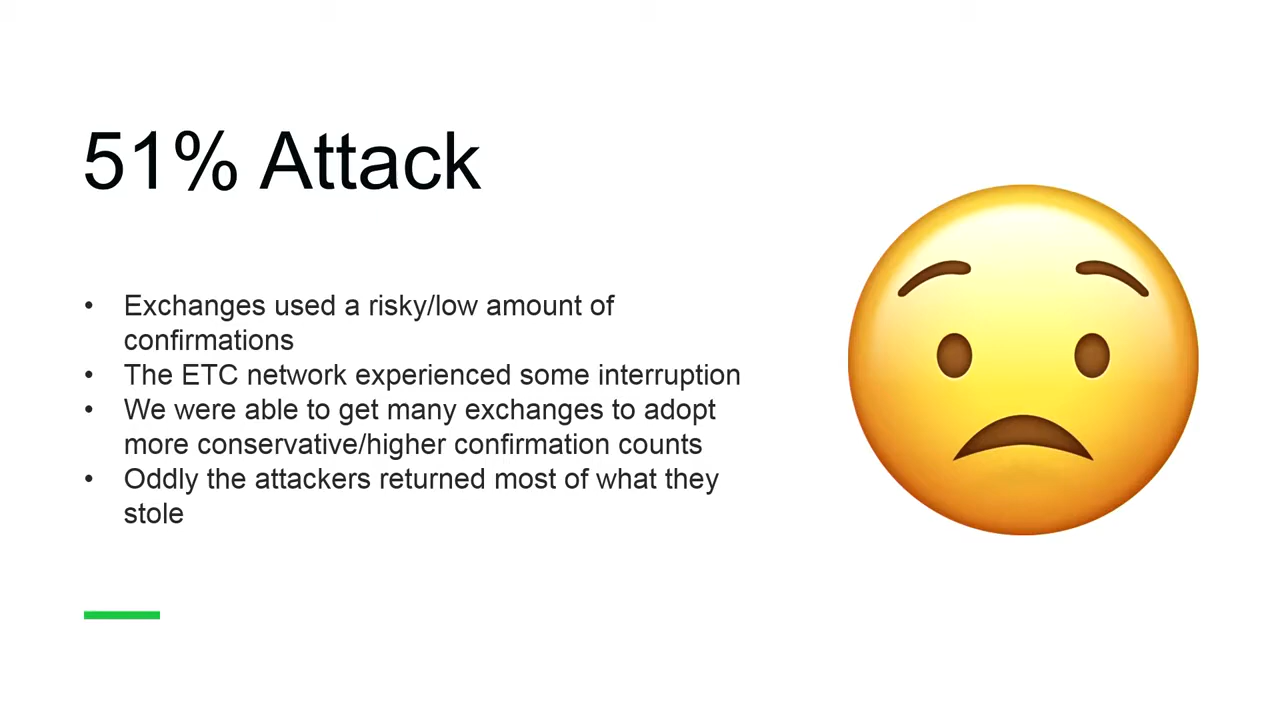 51% Attack
• Exchanges used a risky/low amount of
confirmations
• The ETC network experienced some interruption
• We were able to get many exchanges to adopt
more conservative/higher confirmation counts
• Oddly the attackers returned most of what they
stole